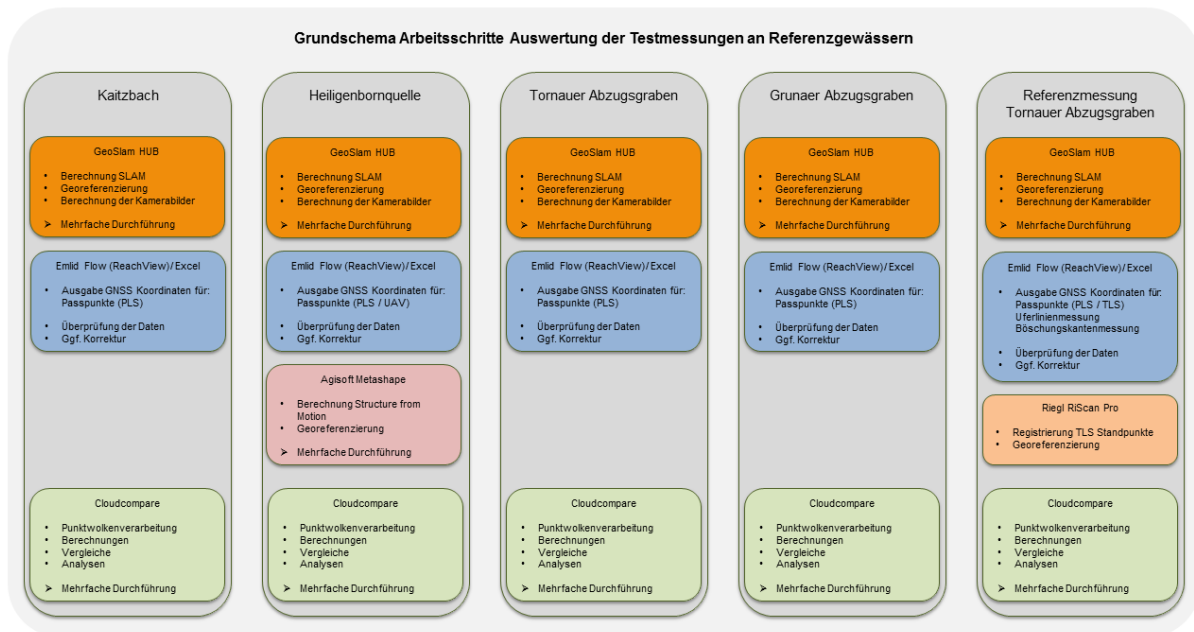 Grundschema Arbeitsschritte Auswertung der Testmessungen an Referenzgewässern
Kaitzbach
GeoSlam HUB
• Berechnung SLAM
• Georeferenzierung
• Berechnung der Kamerabilder
➢ Mehrfache Durchführung
Emlid Flow (ReachView)/ Excel
• Ausgabe GNSS Koordinaten für:
Passpunkte (PLS)
• Überprüfung der Daten
• Ggf. Korrektur
Cloudcompare
• Punktwolkenverarbeitung
• Berechnungen
• Vergleiche
• Analysen
➢ Mehrfache Durchführung
Heiligenbornquelle
GeoSlam HUB
• Berechnung SLAM
• Georeferenzierung
• Berechnung der Kamerabilder
➢ Mehrfache Durchführung
Emlid Flow (ReachView)/ Excel
• Ausgabe GNSS Koordinaten für:
Passpunkte (PLS / UAV)
• Überprüfung der Daten
• Ggf. Korrektur
Agisoft Metashape
• Berechnung Structure from
Motion
• Georeferenzierung
➢ Mehrfache Durchführung
Cloudcompare
• Punktwolkenverarbeitung
• Berechnungen
• Vergleiche
• Analysen
➢ Mehrfache Durchführung
Tornauer Abzugsgraben
GeoSlam HUB
• Berechnung SLAM
• Georeferenzierung
• Berechnung der Kamerabilder
➢ Mehrfache Durchführung
Emlid Flow (ReachView)/ Excel
• Ausgabe GNSS Koordinaten für:
Passpunkte (PLS)
• Überprüfung der Daten
• Ggf. Korrektur
Cloudcompare
• Punktwolkenverarbeitung
• Berechnungen
• Vergleiche
• Analysen
➢ Mehrfache Durchführung
Grunaer Abzugsgraben
GeoSlam HUB
• Berechnung SLAM
• Georeferenzierung
• Berechnung der Kamerabilder
➢ Mehrfache Durchführung
Emlid Flow (ReachView)/ Excel
• Ausgabe GNSS Koordinaten für:
Passpunkte (PLS)
• Überprüfung der Daten
• Ggf. Korrektur
Cloudcompare
• Punktwolkenverarbeitung
• Berechnungen
• Vergleiche
• Analysen
➢ Mehrfache Durchführung
Referenzmessung
Tornauer Abzugsgraben
GeoSlam HUB
• Berechnung SLAM
• Georeferenzierung
• Berechnung der Kamerabilder
➢ Mehrfache Durchführung
Emlid Flow (ReachView)/ Excel
• Ausgabe GNSS Koordinaten für:
Passpunkte (PLS / TLS)
Uferlinienmessung
Böschungskantenmessung
• Überprüfung der Daten
• Ggf. Korrektur
Riegl RiScan Pro
• Registrierung TLS Standpunkte
• Georeferenzierung
Cloudcompare
• Punktwolkenverarbeitung
• Berechnungen
• Vergleiche
• Analysen
➢ Mehrfache Durchführung